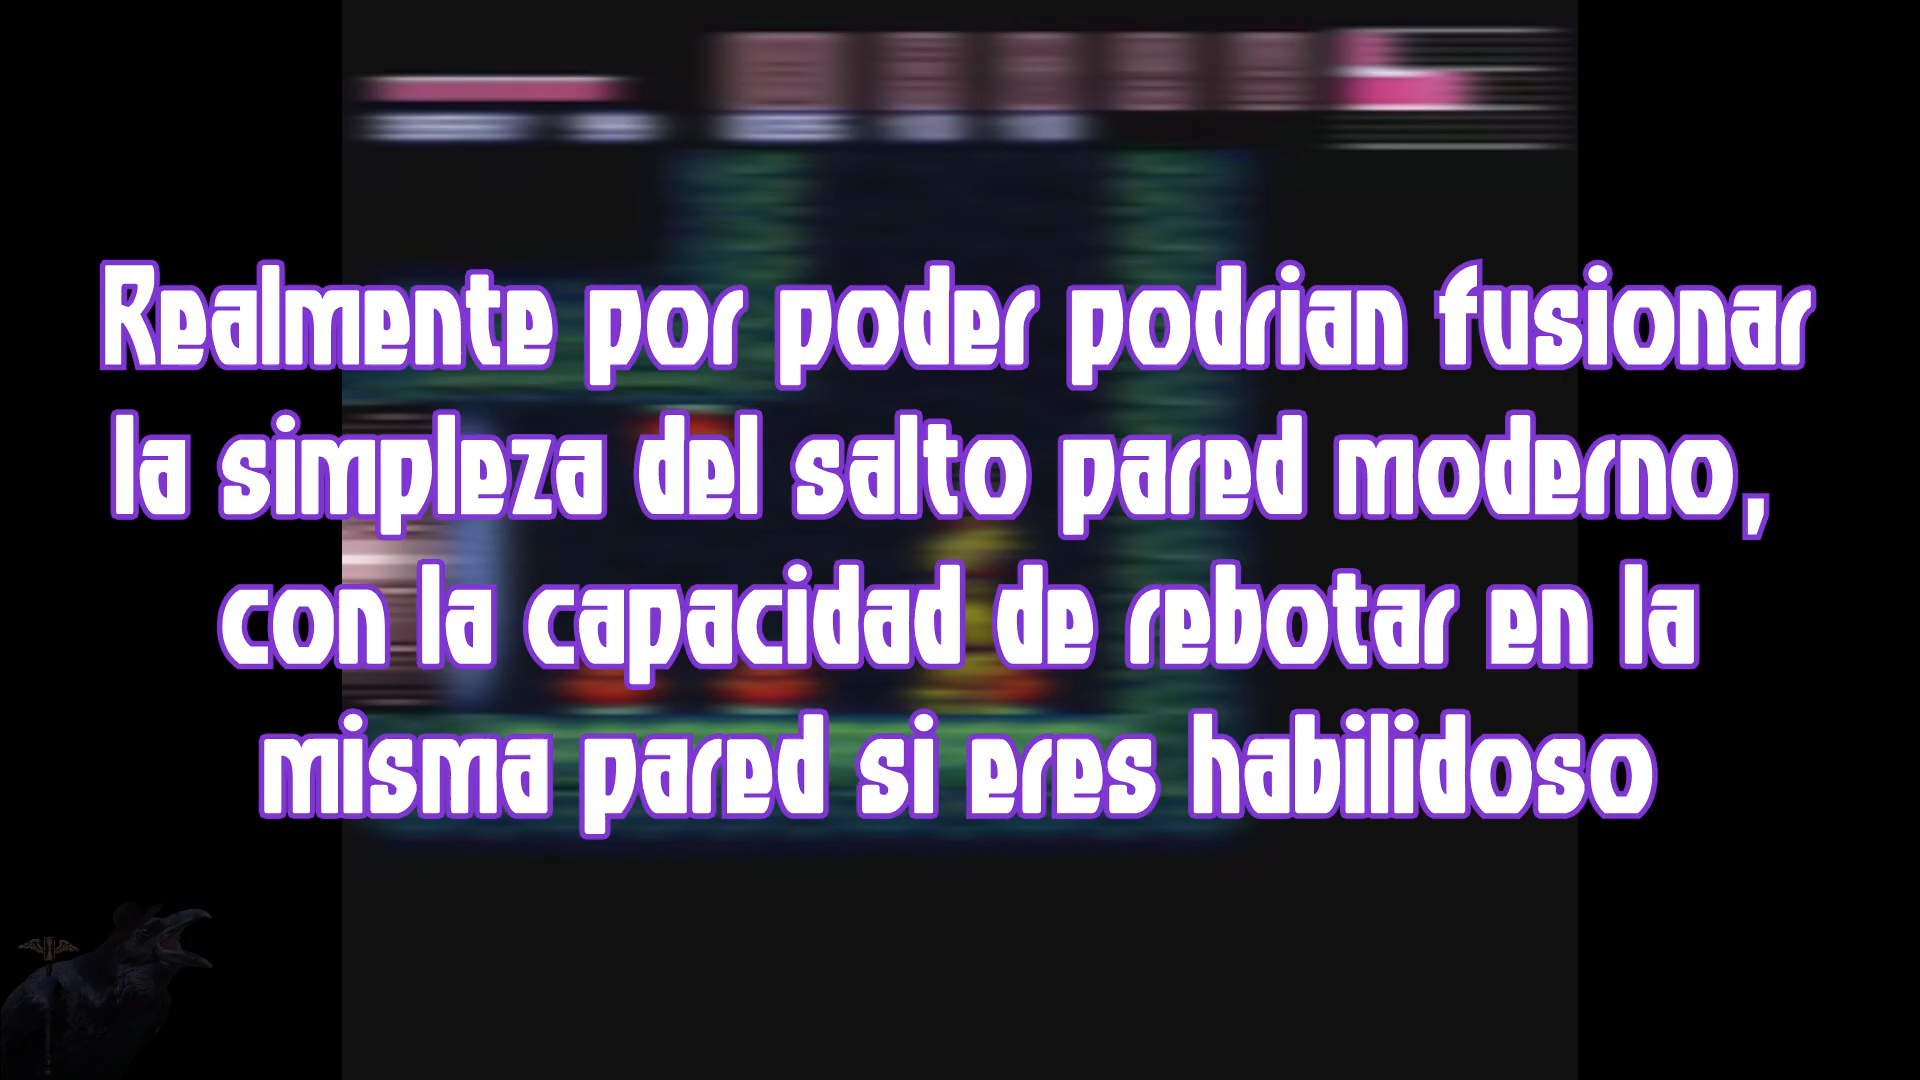 Realmente por poder podrian fusionar
la simpleza del salto pared moderno,
con la capacidad de rebotar en la
misma pared si eres habilidoso